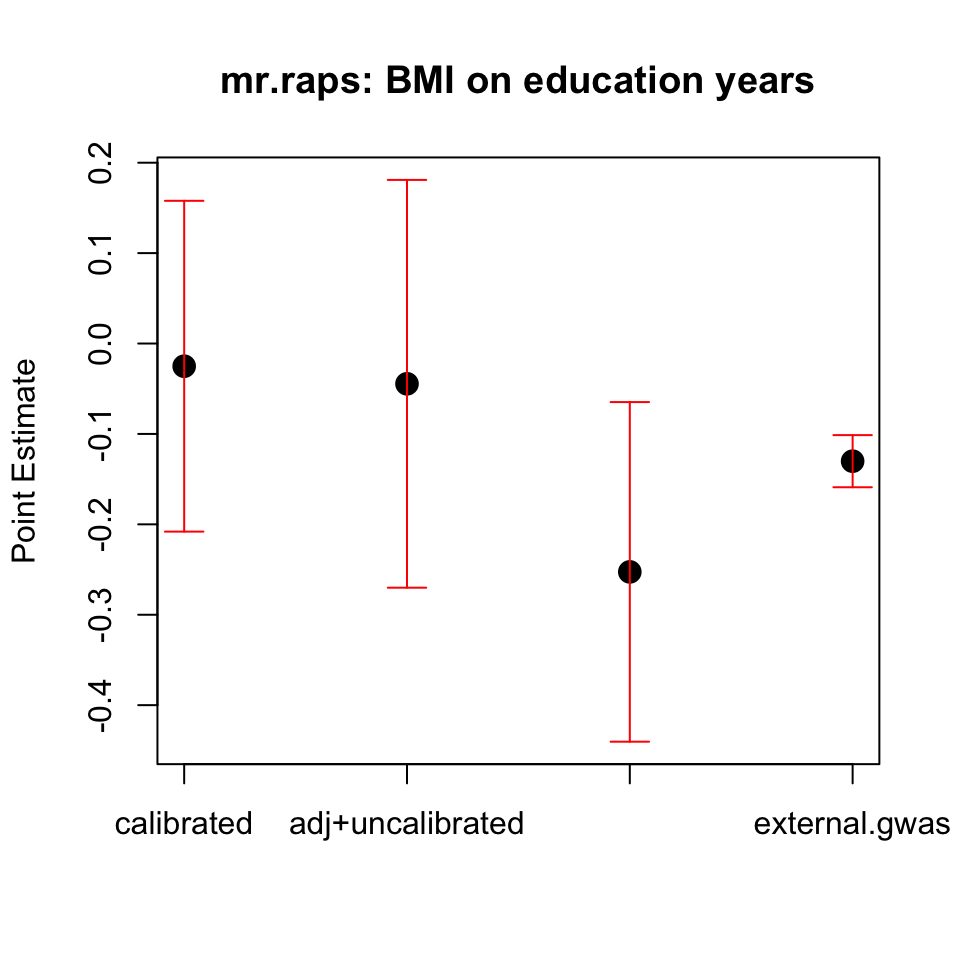 mr.raps: BMI on education years
Point Estimate
0.2
0.1
0.0
-0.1
-0.2
-0.3
-0.4
calibrated adj+uncalibrated external.gwas